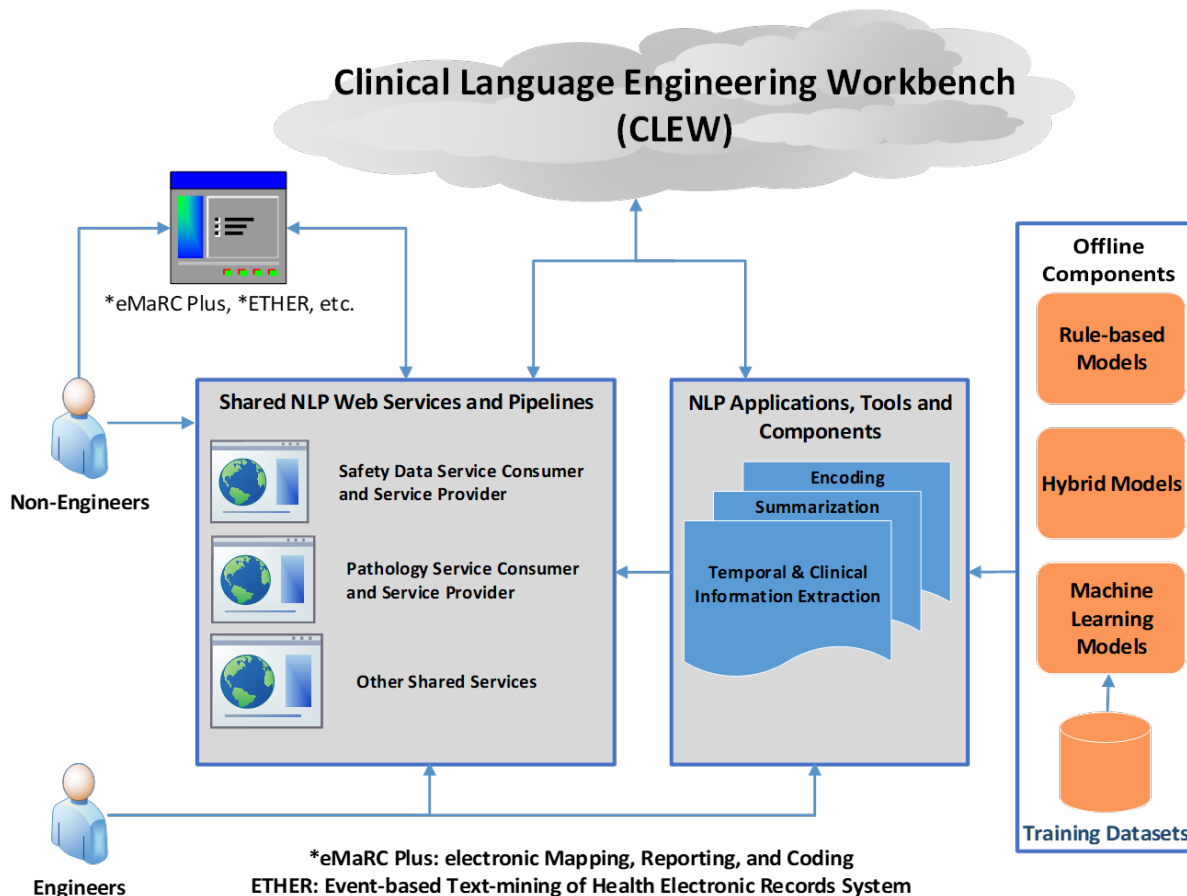 Clinical Language Engineering Workbench
(CLEW)
*eMaRC Plus, *ETHER, etc.
Non-Engineers
Shared NLP Web Services and Pipelines
Safety Data Service Consumer
and Service Provider
Pathology Service Consumer
and Service Provider
Other Shared Services
NLP Applications, Tools and
Components
Encoding
Summarization
Temporal & Clinical
Information Extraction
Offline
Components
Rule-based
Models
Hybrid Models
Machine
Learning
Models
Training Datasets
Engineers
*eMaRC Plus: electronic Mapping, Reporting, and Coding
ETHER: Event-based Text-mining of Health Electronic Records System